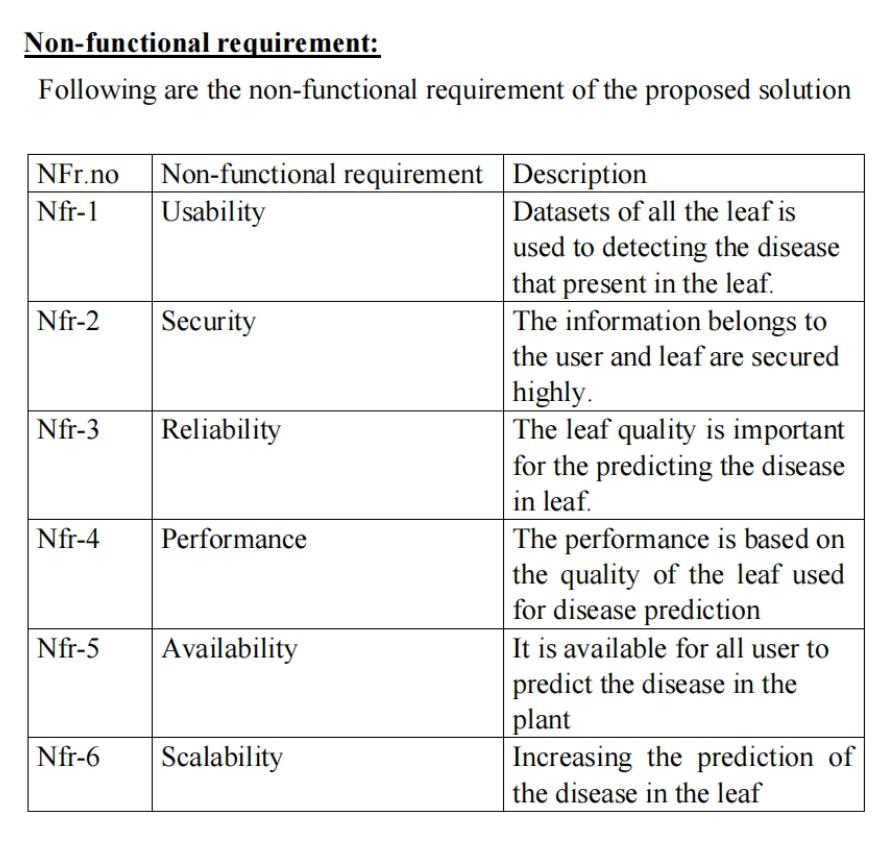 Non-functional requirement:
Following are the non-functional requirement of the proposed solution
NFr.no Non-functional requirement Description
Nfr-1 Usability Datasets of all the leaf is
used to detecting the disease
that present in the leaf.
Nfr-2 Security The information belongs to
the user and leaf are secured
highly.
Nfr-3 Reliability The leaf quality is important
for the predicting the disease
in leaf.
Nfr-4 Performance The performance is based on
the quality of the leaf used
for disease prediction
Nfr-5 Availability It is available for all user to
predict the disease in the
plant
Nfr-6 Scalability Increasing the prediction of
the disease in the leaf